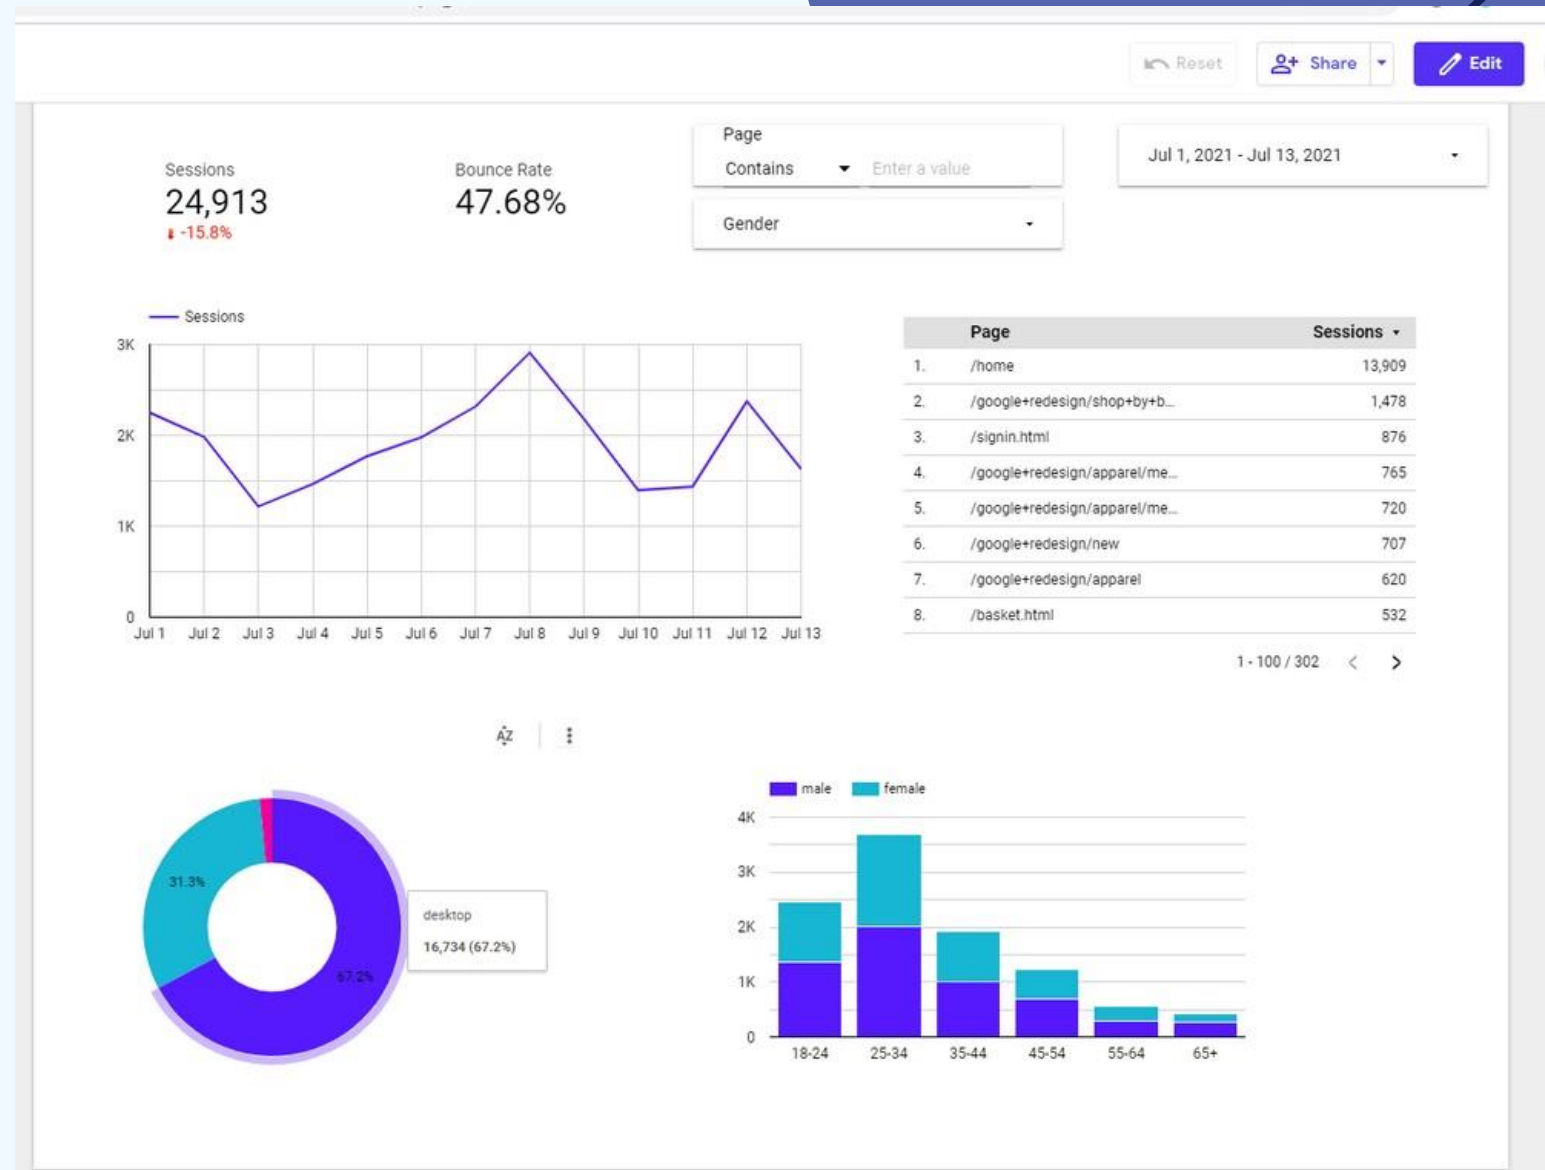 Reset Share Edit
Page
Contains Enter a value
Gender
Jul 1, 2021 - Jul 13, 2021
Sessions
24,913
-15.8%
Bounce Rate
47.68%
Sessions
3K
2K
1K
0
Jul 1 Jul 2 Jul 3 Jul 4 Jul 5 Jul 6 Jul 7 Jul 8 Jul 9 Jul 10 Jul 11 Jul 12 Jul 13
Page Sessions
1. /home 13,909
2. /google+redesign/shop+by+b... 1,478
3. /signin.html 876
4. /google+redesign/apparel/me... 765
5. /google+redesign/apparel/me... 720
6. /google+redesign/new 707
7. /google+redesign/apparel 620
8. /basket.html 532
1 - 100 / 302
AZ
31.3%
67.2%
desktop
16,734 (67.2%)
male female
4K
3K
2K
1K
0
18-24 25-34 35-44 45-54 55-64 65+